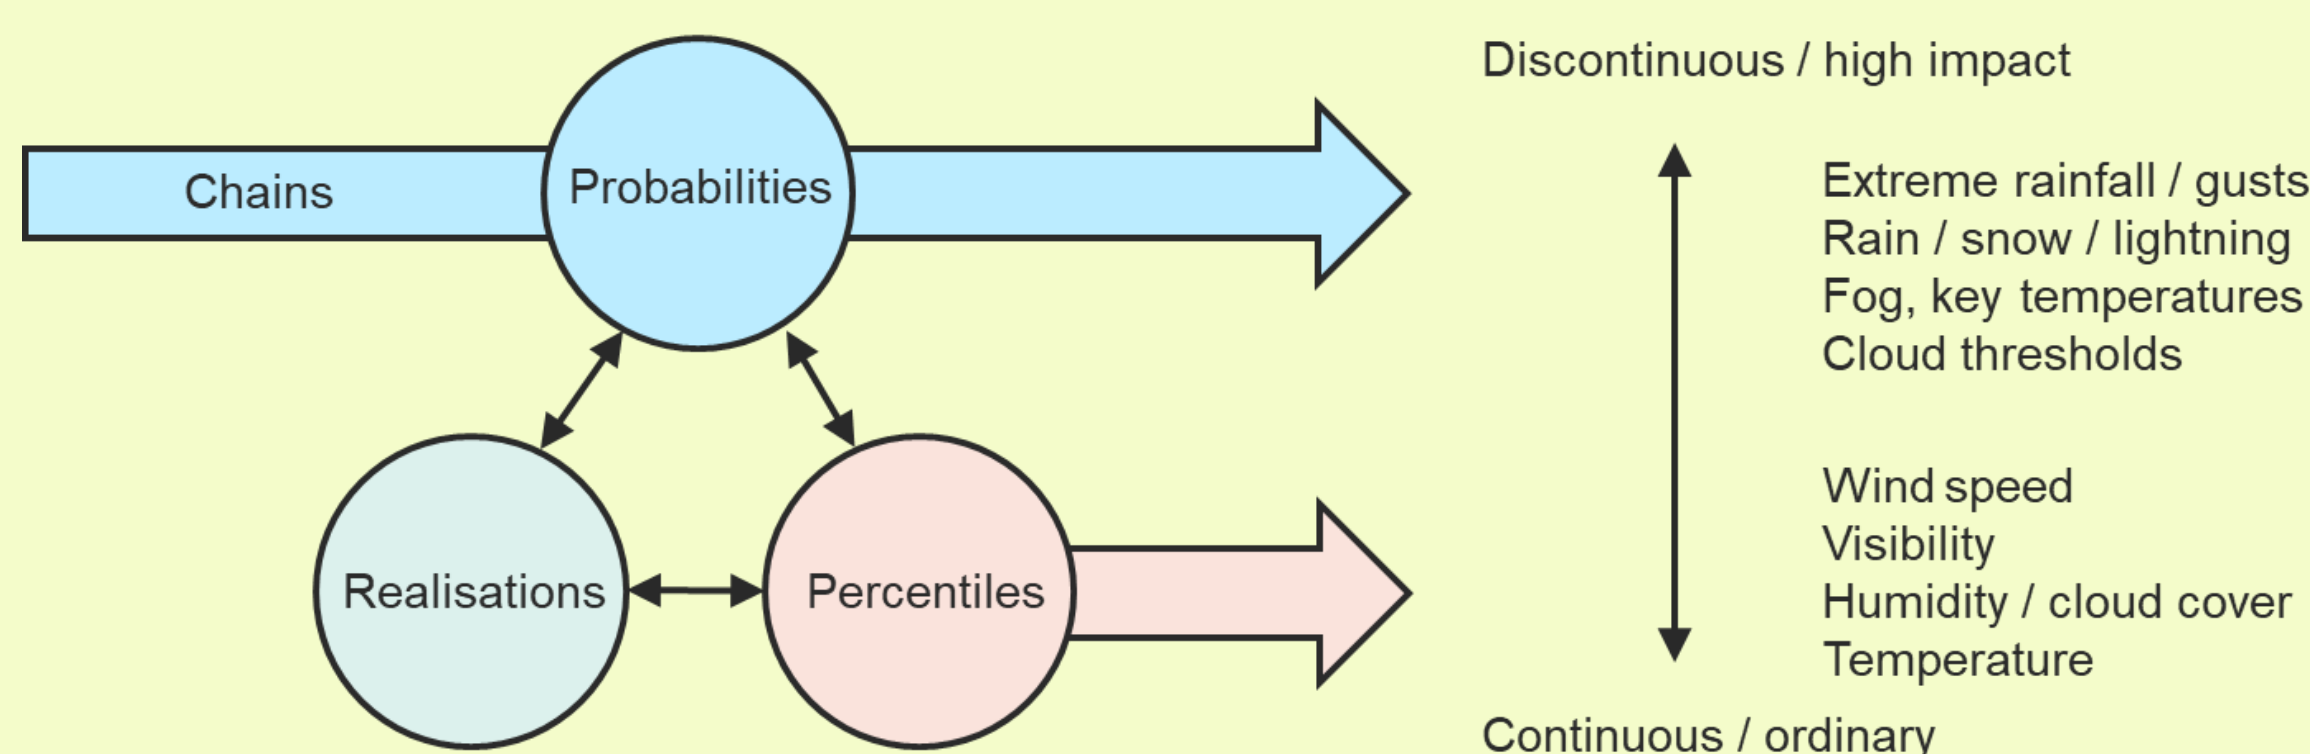 Discontinuous / high impact
Chains
Probabilities
Extreme rainfall / gusts
Rain / snow / lightning
Fog, key temperatures
Cloud thresholds
Realisations
Percentiles
Wind speed
Visibility
Humidity / cloud cover
Temperature
Continuous / ordinary